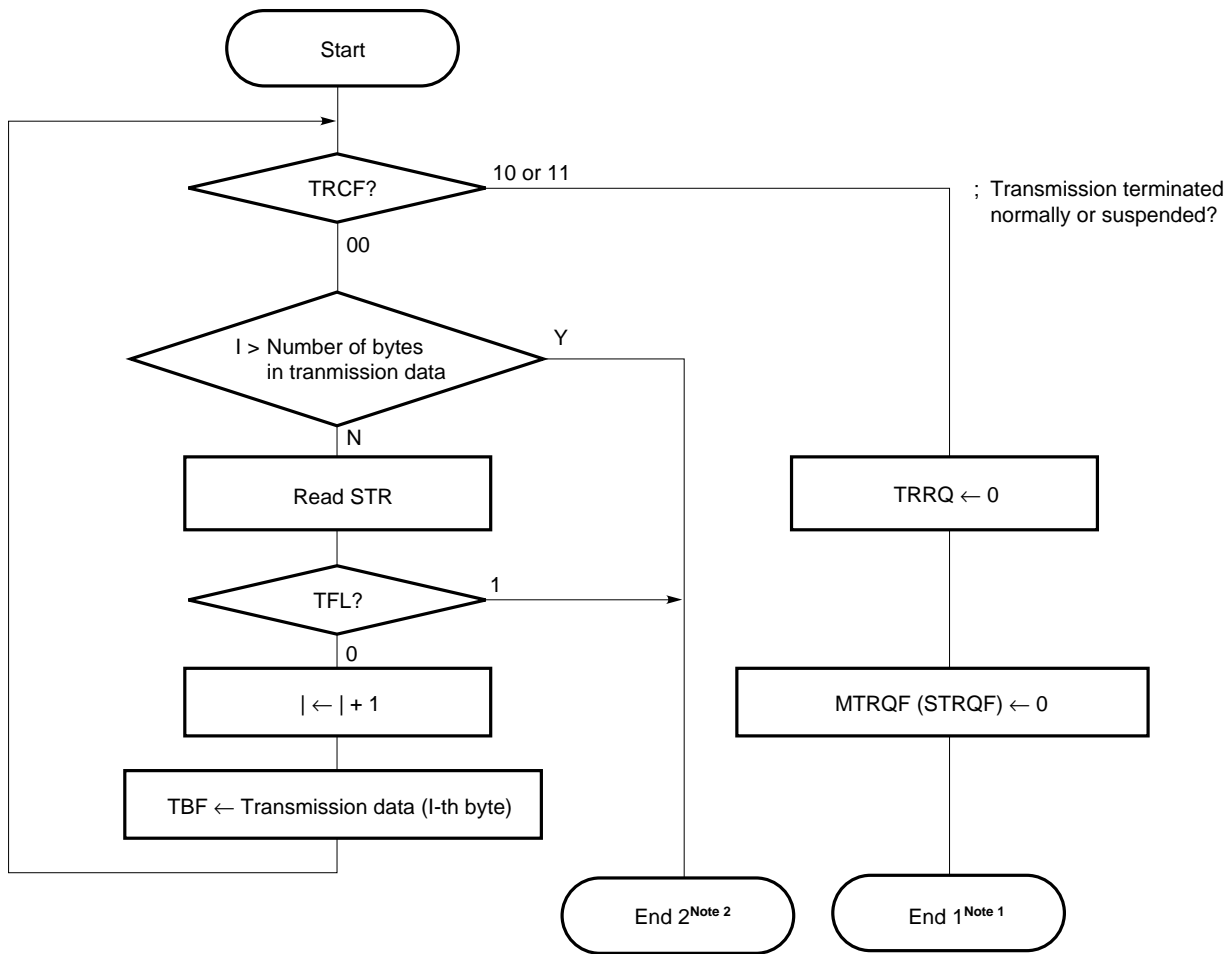 Start
TRCF?
10 or 11
; Transmission terminated
normally or suspended?
00
I > Number of bytes
in tranmission data
Y
N
Read STR
TRRQ ← 0
TFL?
1
0
| ← | + 1
MTRQF (STRQF) ← 0
TBF ← Transmission data (I-th byte)
End 2Note 2
End 1Note 1